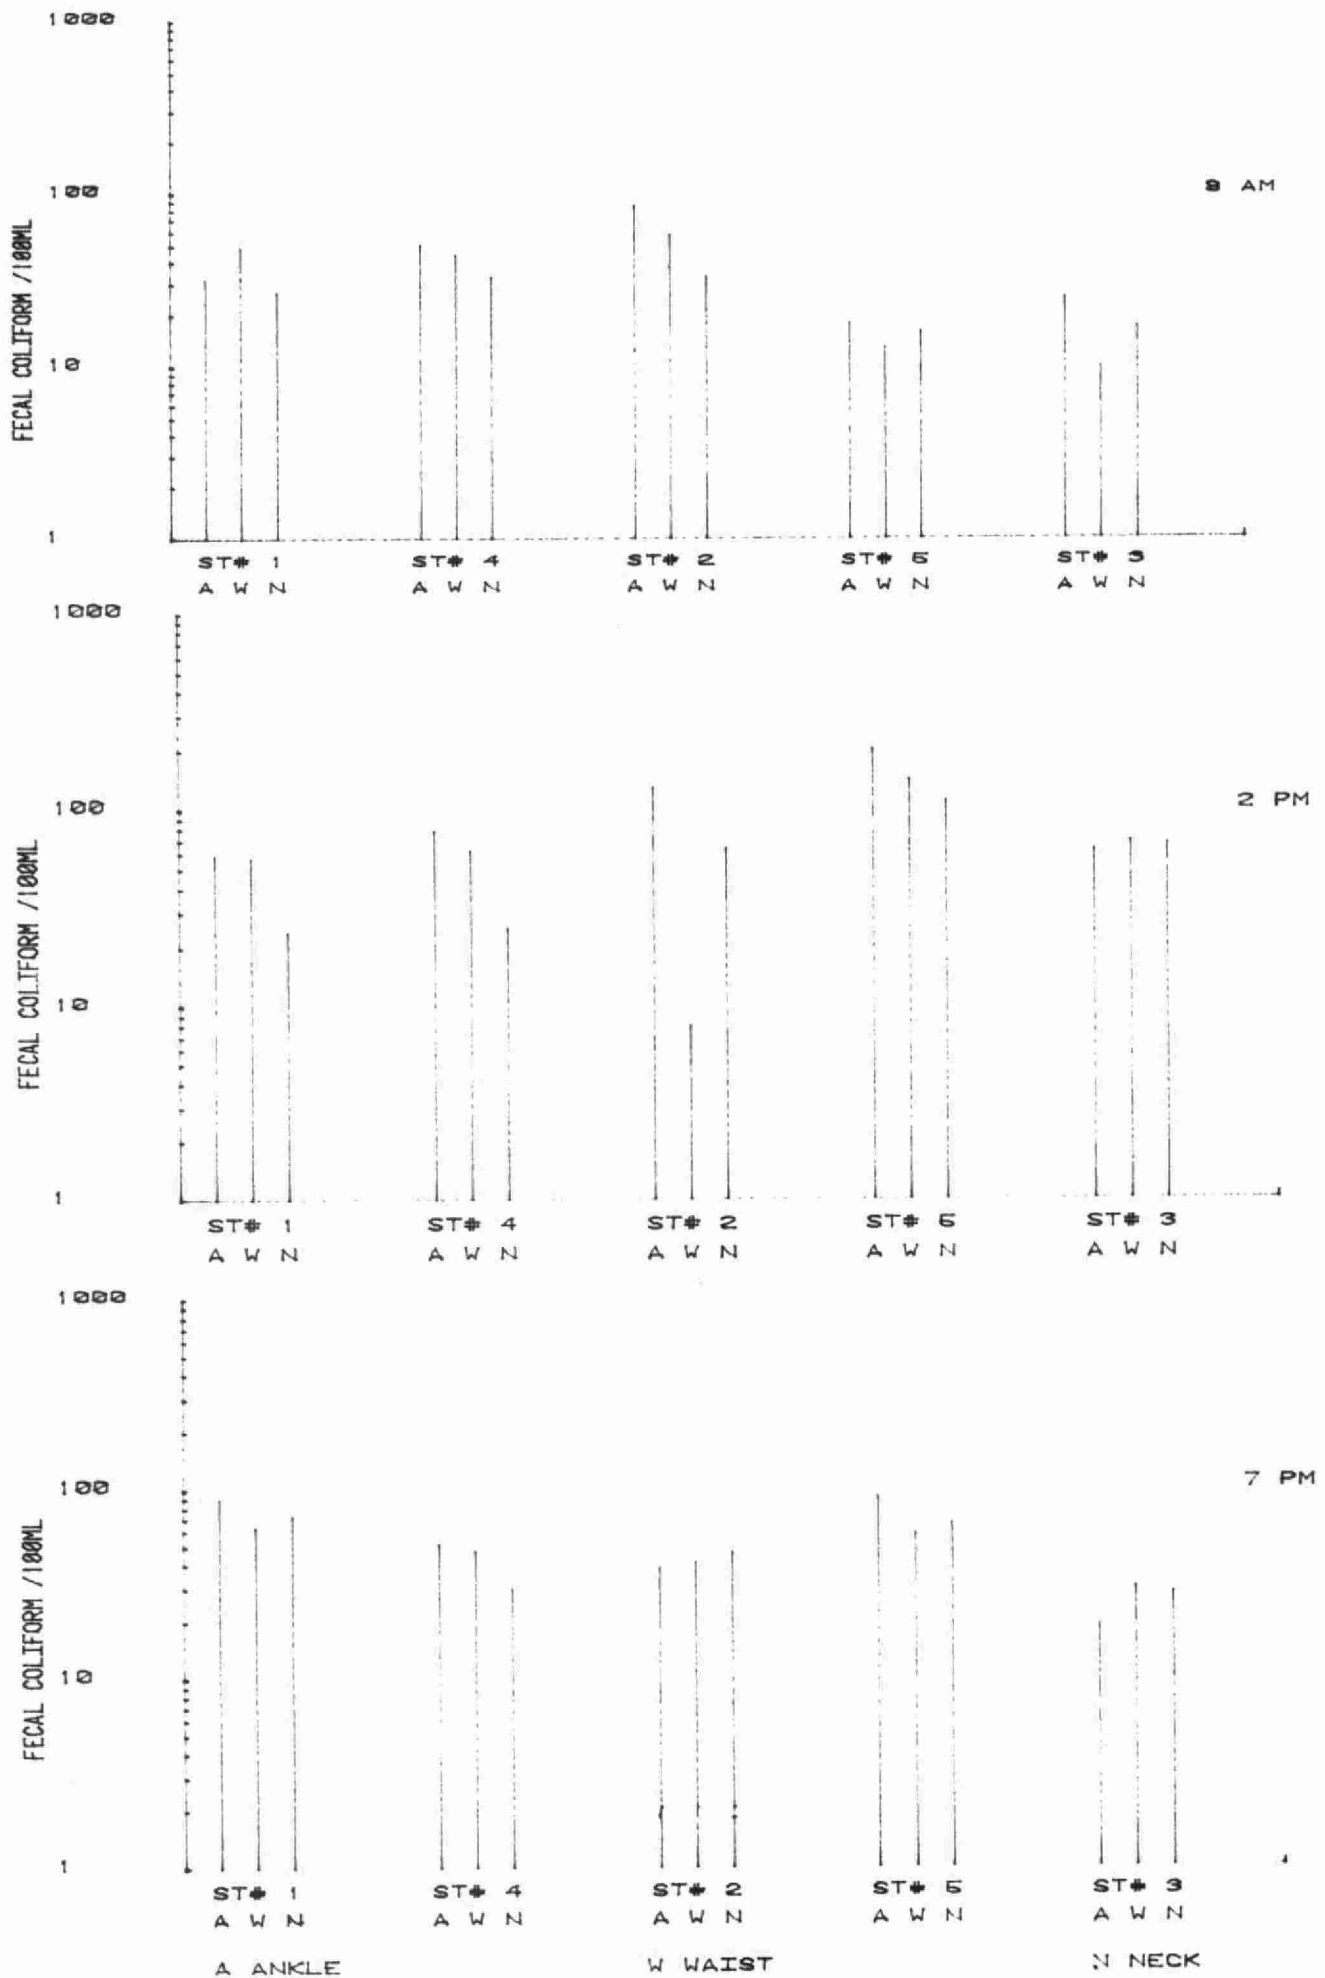 1000
100
10
1
FECAL COLIFORM /100ML
9 AM
ST# 1 ST# 4 ST# 2 ST# 5 ST# 3
A W N A W N A W N A W N A W N
1000
100
10
1
FECAL COLIFORM /100ML
2 PM
ST# 1 ST# 4 ST# 2 ST# 5 ST# 3
A W N A W N A W N A W N A W N
1000
100
10
1
FECAL COLIFORM /100ML
7 PM
ST# 1 ST# 4 ST# 2 ST# 5 ST# 3
A W N A W N A W N A W N A W N
A ANKLE W WAIST N NECK